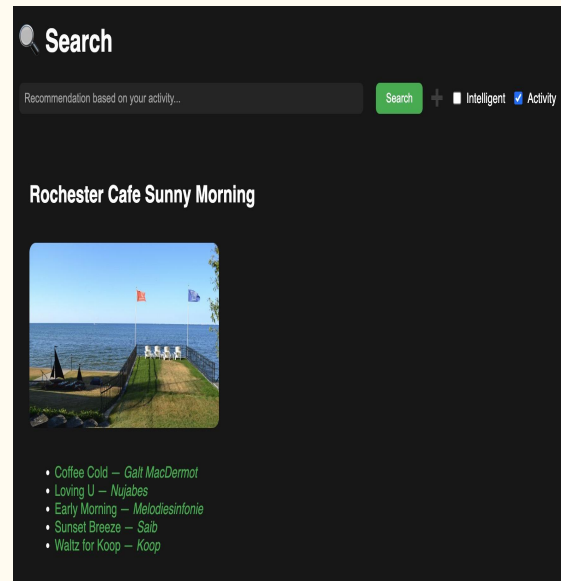 Search
Recommendation based on your activity...
Search
Intelligent
Activity
Rochester Cafe Sunny Morning
Coffee Cold — Galt MacDermot
Loving U — Nujabes
Early Morning — Melodiesinfonie
Sunset Breeze — Saib
Waltz for Koop — Koop